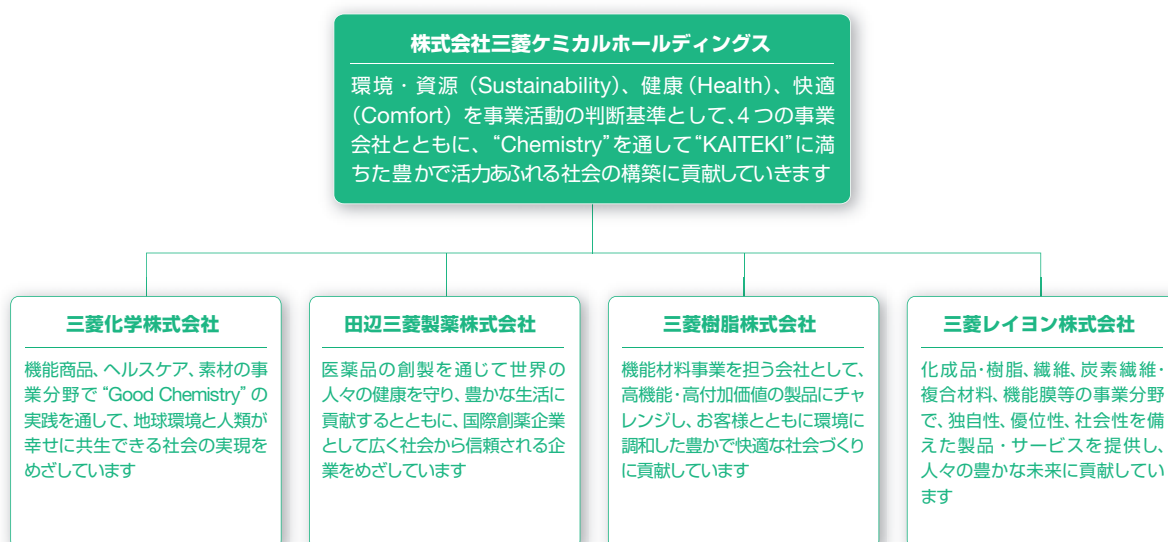 株式会社三菱ケミカルホールディングス
環境・資源（Sustainability）、健康（Health）、快適
（Comfort）を事業活動の判断基準として、4つの事業
会社とともに、“Chemistry”を通して“KAITEKI”に満
ちた豊かで活力あふれる社会の構築に貢献していきます
三菱化学株式会社
機能商品、ヘルスケア、素材の事
業分野で“Good Chemistry”の
実践を通して、地球環境と人類が
幸せに共生できる社会の実現を
めざしています
田辺三菱製薬株式会社
医薬品の創製を通じて世界の
人々の健康を守り、豊かな生活に
貢献するとともに、国際創薬企業
として広く社会から信頼される企
業をめざしています
三菱樹脂株式会社
機能材料事業を担う会社として、
高機能・高付加価値の製品にチャ
レンジし、お客様とともに環境に
調和した豊かで快適な社会づくり
に貢献しています
三菱レイヨン株式会社
化成品・樹脂、繊維、炭素繊維・
複合材料、機能膜等の事業分野
で、独自性、優位性、社会性を備
えた製品・サービスを提供し、
人々の豊かな未来に貢献してい
ます